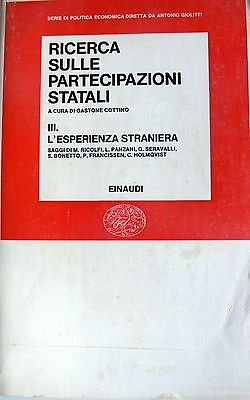 SERIE DI POLITICA ECONOMICA DIRETTA DA ANTONIO GIOLITTI
RICERCA
SULLE
PARTECIPAZIONI
STATALI
A CURA DI GASTONE COTTINO
III.
L'ESPERIENZA STRANIERA
SAGGI DI M. RICOLFI, L. PANZANI, G. SERAVALLI,
S. BONETTO, P. FRANCISSEN, C. HOLMQVIST
EINAUDI